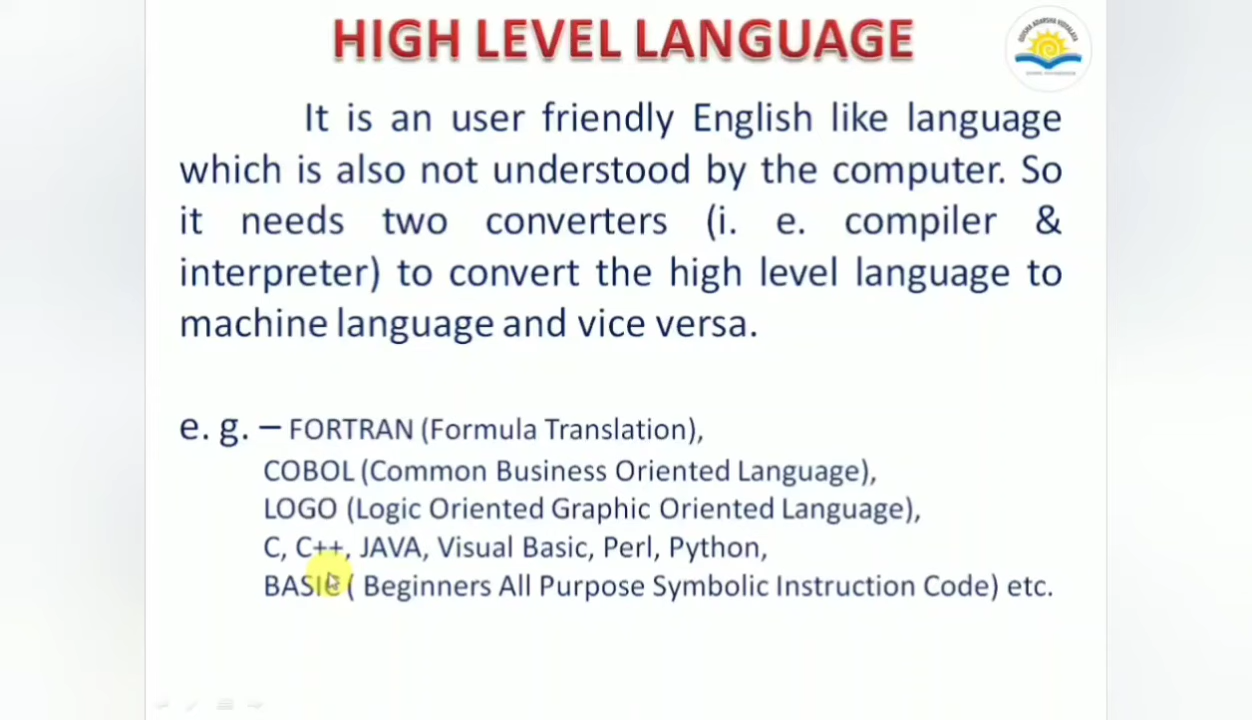 HIGH LEVEL LANGUAGE
It is an user friendly English like language
which is also not understood by the computer. So
it needs two converters (i. e. compiler &
interpreter) to convert the high level language to
machine language and vice versa.
e. g. – FORTRAN (Formula Translation),
COBOL (Common Business Oriented Language),
LOGO (Logic Oriented Graphic Oriented Language),
C, C++, JAVA, Visual Basic, Perl, Python,
BASIC ( Beginners All Purpose Symbolic Instruction Code) etc.